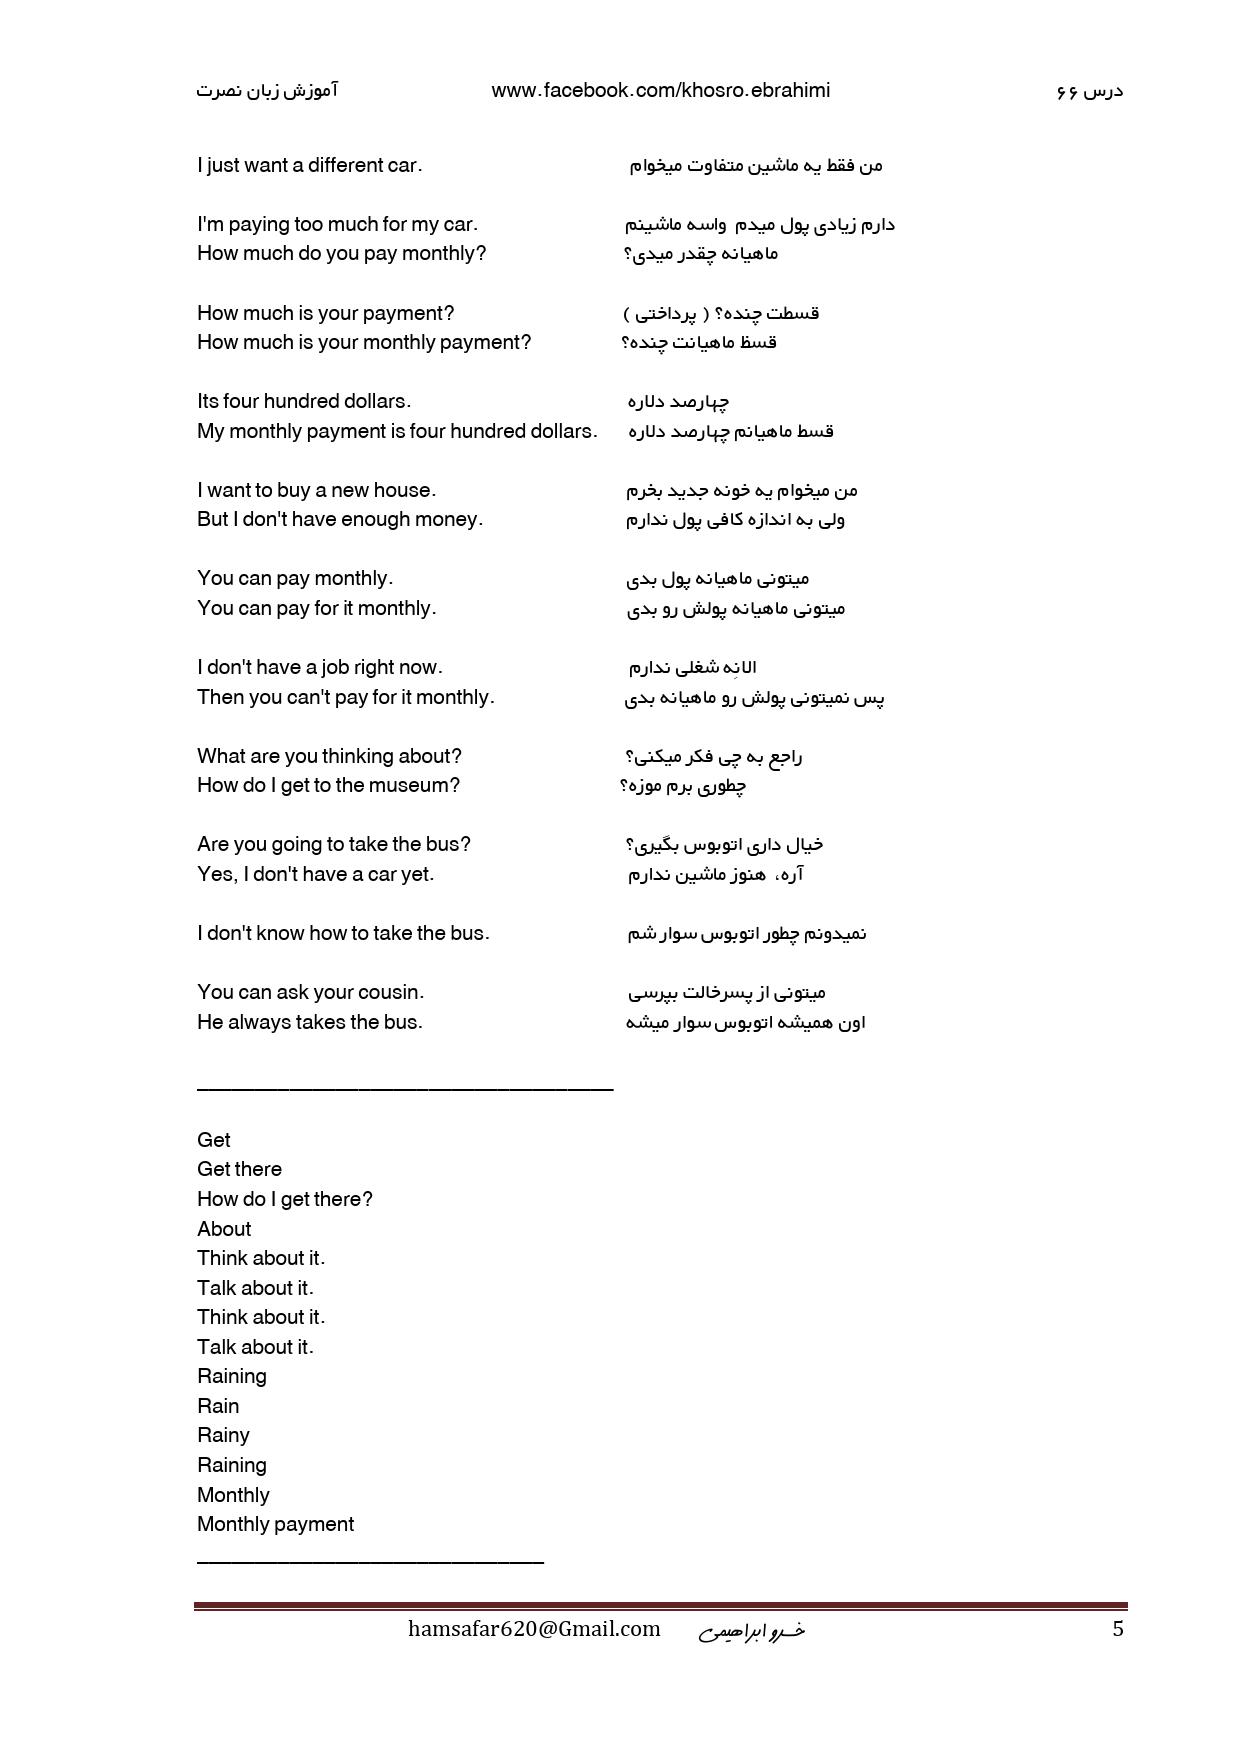 آموزش زبان نصرت www.facebook.com/khosro.ebrahimi درس ۶۶
I just want a different car. من فقط یه ماشین متفاوت میخوام
I'm paying too much for my car. دارم زیادی پول میدم واسه ماشینم
How much do you pay monthly? ماهیانه چقدر میدی؟
How much is your payment? قسطت چنده؟ ( پرداختی )
How much is your monthly payment? قسظ ماهیانت چنده؟
Its four hundred dollars. چهارصد دلاره
My monthly payment is four hundred dollars. قسط ماهیانم چهارصد دلاره
I want to buy a new house. من میخوام یه خونه جدید بخرم
But I don't have enough money. ولی به اندازه کافی پول ندارم
You can pay monthly. میتونی ماهیانه پول بدی
You can pay for it monthly. میتونی ماهیانه پولش رو بدی
I don't have a job right now. الانِه شغلی ندارم
Then you can't pay for it monthly. پس نمیتونی پولش رو ماهیانه بدی
What are you thinking about? راجع به چی فکر میکنی؟
How do I get to the museum? چطوری برم موزه؟
Are you going to take the bus? خیال داری اتوبوس بگیری؟
Yes, I don't have a car yet. آره، هنوز ماشین ندارم
I don't know how to take the bus. نمیدونم چطور اتوبوس سوار شم
You can ask your cousin. میتونی از پسرخالت بپرسی
He always takes the bus. اون همیشه اتوبوس سوار میشه
____________________________________
Get
Get there
How do I get there?
About
Think about it.
Talk about it.
Think about it.
Talk about it.
Raining
Rain
Rainy
Raining
Monthly
Monthly payment
______________________________
hamsafar620@Gmail.com خسرو ابراهیمی 5